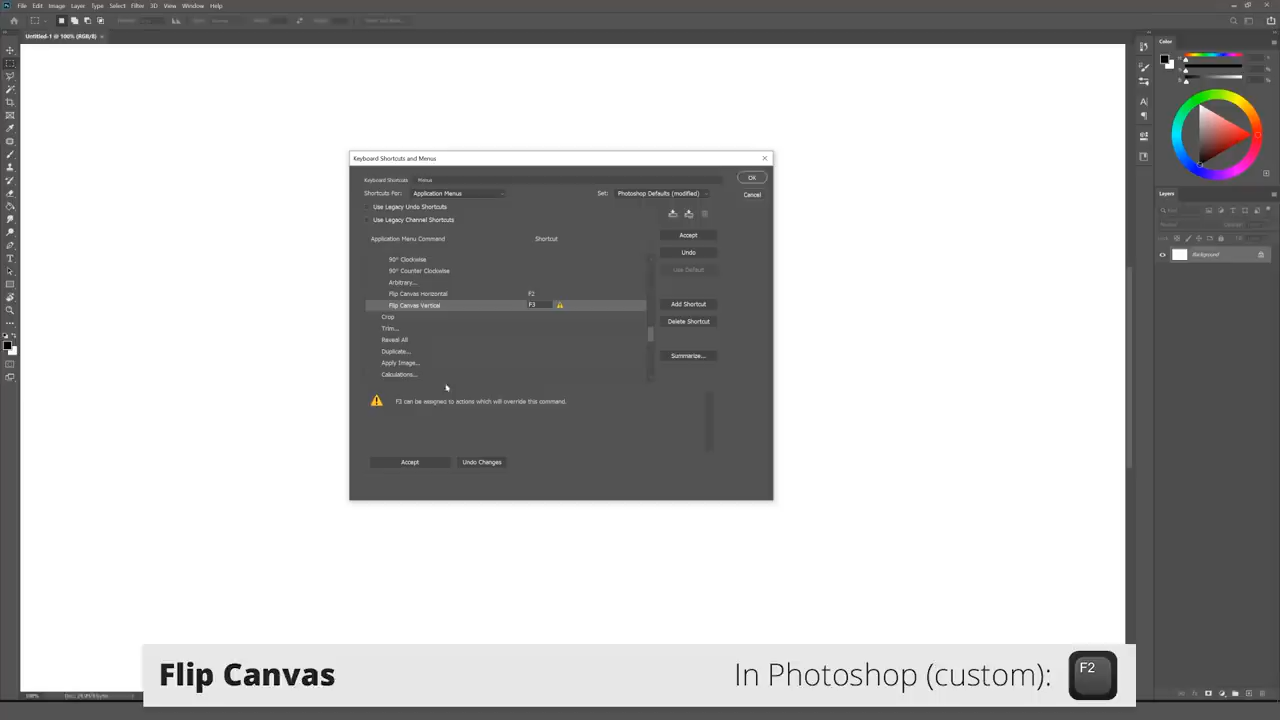 File Edit Image Layer Type Select Filter 3D View Window Help
Untitled-1 @ 100% (RGB/8)
Color
Layers
Background
Keyboard Shortcuts and Menus
Keyboard Shortcuts Menus
OK
Shortcuts For: Application Menus Set: Photoshop Defaults (modified)
Cancel
Use Legacy Undo Shortcuts
Use Legacy Channel Shortcuts
Accept
Application Menu Command Shortcut
Undo
90° Clockwise
90° Counter Clockwise
Use Default
Arbitrary...
Flip Canvas Horizontal F2
Flip Canvas Vertical F3
Add Shortcut
Crop
Delete Shortcut
Trim...
Reveal All
Duplicate...
Summarize...
Apply Image...
Calculations...
F3 can be assigned to actions which will override this command.
Accept Undo Changes
Flip Canvas In Photoshop (custom): F2
100%